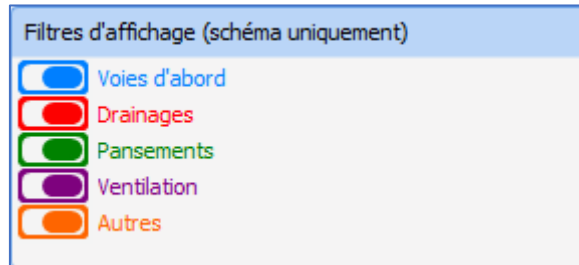 Filtres d'affichage (schéma uniquement)
Voies d'abord
Drainages
Pansements
Ventilation
Autres